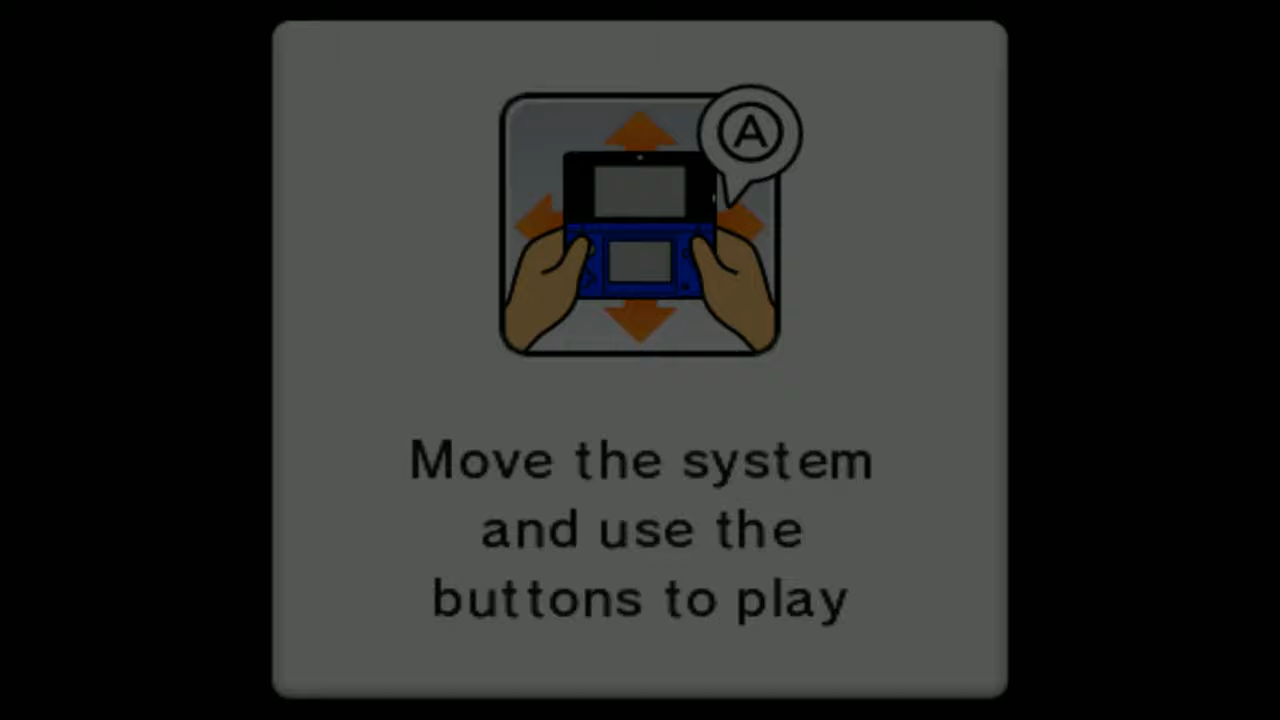 A
Move the system
and use the
buttons to play